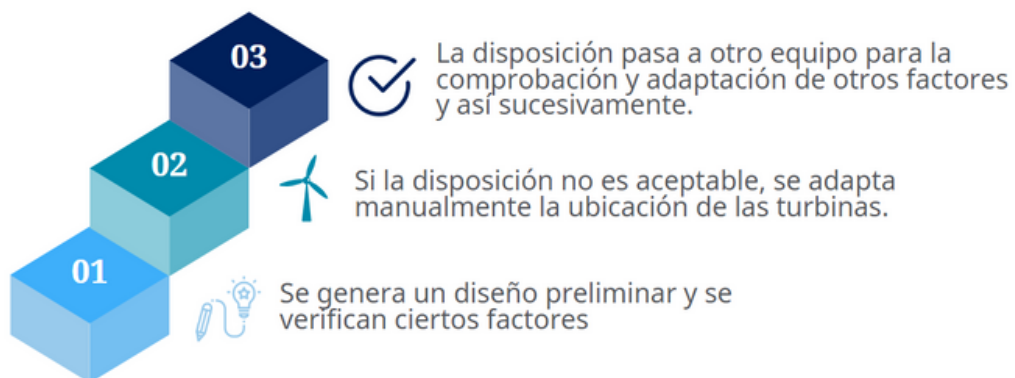 03
La disposición pasa a otro equipo para la
comprobación y adaptación de otros factores
y así sucesivamente.
02
Si la disposición no es aceptable, se adapta
manualmente la ubicación de las turbinas.
01
Se genera un diseño preliminar y se
verifican ciertos factores